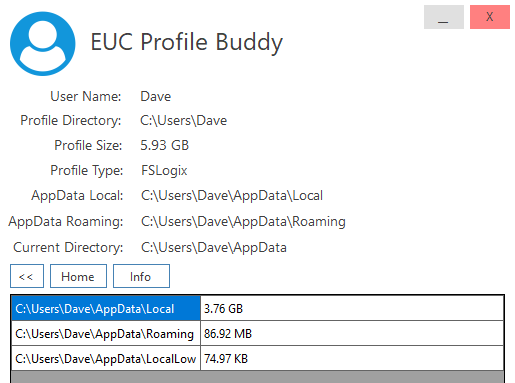 _ X
EUC Profile Buddy
User Name: Dave
Profile Directory: C:\Users\Dave
Profile Size: 5.93 GB
Profile Type: FSLogix
AppData Local: C:\Users\Dave\AppData\Local
AppData Roaming: C:\Users\Dave\AppData\Roaming
Current Directory: C:\Users\Dave\AppData
<< Home Info
C:\Users\Dave\AppData\Local 3.76 GB
C:\Users\Dave\AppData\Roaming 86.92 MB
C:\Users\Dave\AppData\LocalLow 74.97 KB